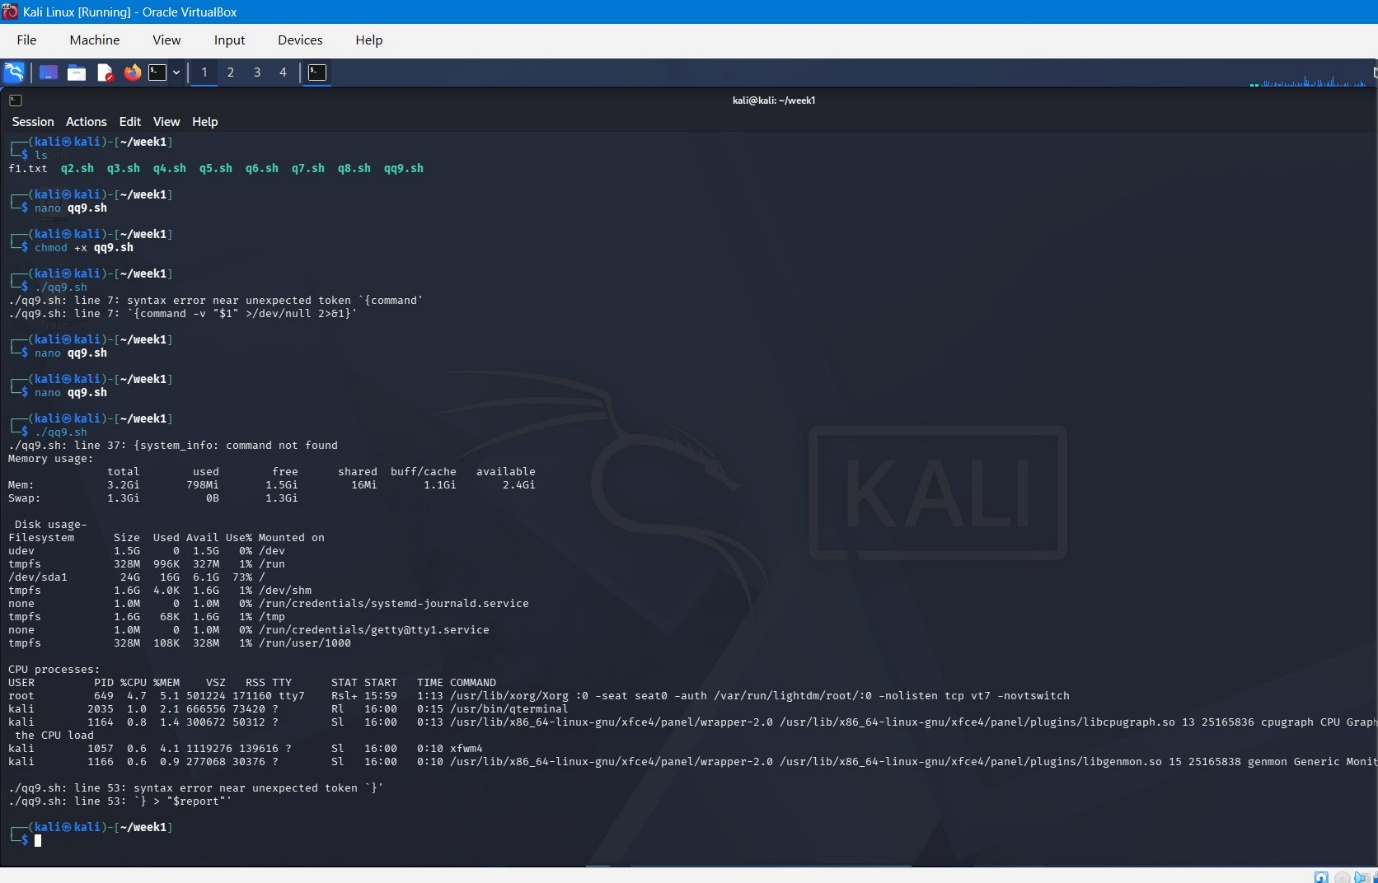 Kali Linux [Running] - Oracle VirtualBox
File Machine View Input Devices Help
1 2 3 4
kali@kali: ~/week1
Session Actions Edit View Help
┌──(kali㉿kali)-[~/week1]
└─$ ls
f1.txt q2.sh q3.sh q4.sh q5.sh q6.sh q7.sh q8.sh qq9.sh
┌──(kali㉿kali)-[~/week1]
└─$ nano qq9.sh
┌──(kali㉿kali)-[~/week1]
└─$ chmod +x qq9.sh
┌──(kali㉿kali)-[~/week1]
└─$ ./qq9.sh
./qq9.sh: line 7: syntax error near unexpected token `{command'
./qq9.sh: line 7: `{command -v "$1" >/dev/null 2>&1}'
┌──(kali㉿kali)-[~/week1]
└─$ nano qq9.sh
┌──(kali㉿kali)-[~/week1]
└─$ nano qq9.sh
┌──(kali㉿kali)-[~/week1]
└─$ ./qq9.sh
./qq9.sh: line 37: {system_info: command not found
Memory usage:
total used free shared buff/cache available
Mem: 3.2Gi 798Mi 1.5Gi 16Mi 1.1Gi 2.4Gi
Swap: 1.3Gi 0B 1.3Gi
Disk usage-
Filesystem Size Used Avail Use% Mounted on
udev 1.5G 0 1.5G 0% /dev
tmpfs 328M 996K 327M 1% /run
/dev/sda1 24G 16G 6.1G 73% /
tmpfs 1.6G 4.0K 1.6G 1% /dev/shm
none 1.0M 0 1.0M 0% /run/credentials/systemd-journald.service
tmpfs 1.6G 68K 1.6G 1% /tmp
none 1.0M 0 1.0M 0% /run/credentials/getty@tty1.service
tmpfs 328M 108K 328M 1% /run/user/1000
CPU processes:
USER PID %CPU %MEM VSZ RSS TTY STAT START TIME COMMAND
root 649 4.7 5.1 501224 171160 tty7 Rsl+ 15:59 1:13 /usr/lib/xorg/Xorg :0 -seat seat0 -auth /var/run/lightdm/root/:0 -nolisten tcp vt7 -novtswitch
kali 2035 1.0 2.1 666556 73420 ? Rl 16:00 0:15 /usr/bin/qterminal
kali 1164 0.8 1.4 300672 50312 ? Sl 16:00 0:13 /usr/lib/x86_64-linux-gnu/xfce4/panel/wrapper-2.0 /usr/lib/x86_64-linux-gnu/xfce4/panel/plugins/libcpugraph.so 13 25165836 cpugraph CPU Grap
the CPU load
kali 1057 0.6 4.1 1119276 139616 ? Sl 16:00 0:10 xfwm4
kali 1166 0.6 0.9 277068 30376 ? Sl 16:00 0:10 /usr/lib/x86_64-linux-gnu/xfce4/panel/wrapper-2.0 /usr/lib/x86_64-linux-gnu/xfce4/panel/plugins/libgenmon.so 15 25165838 genmon Generic Monit
./qq9.sh: line 53: syntax error near unexpected token `}'
./qq9.sh: line 53: `} > "$report"'
┌──(kali㉿kali)-[~/week1]
└─$
KALI